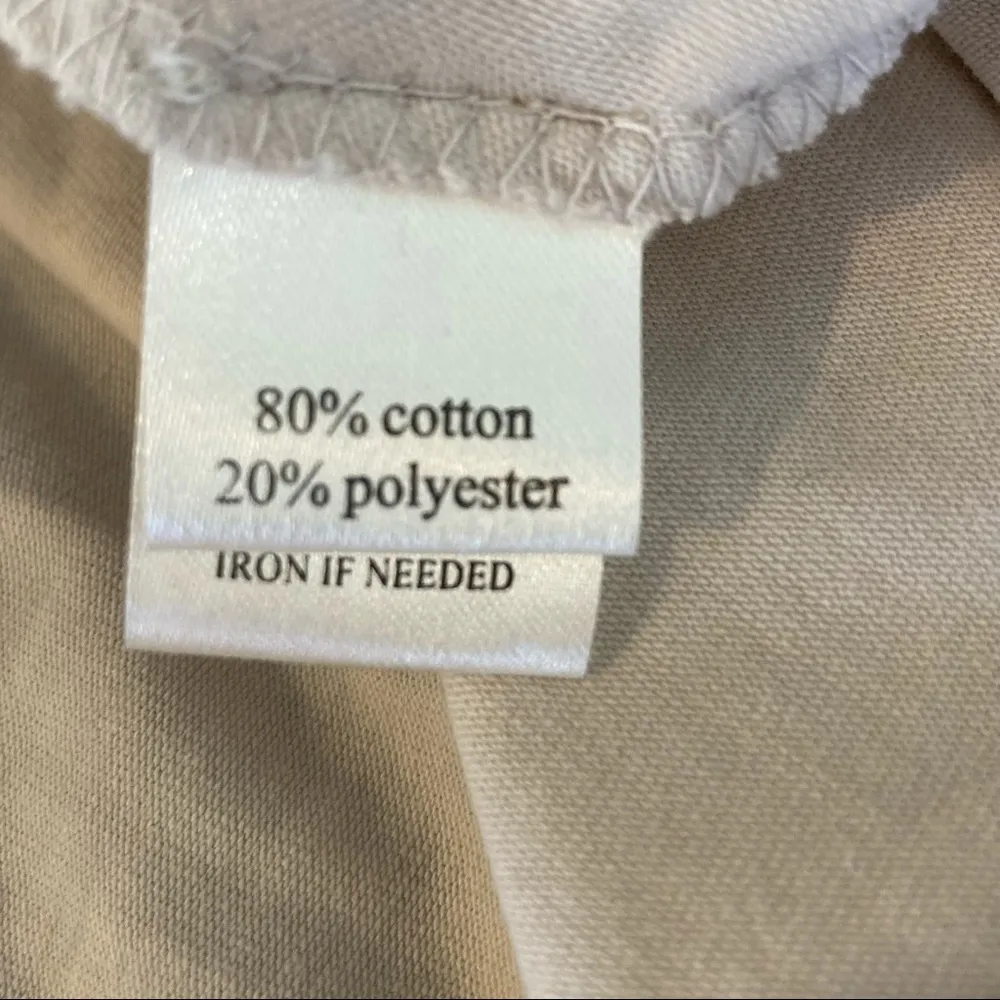 80% cotton
20% polyester
IRON IF NEEDED